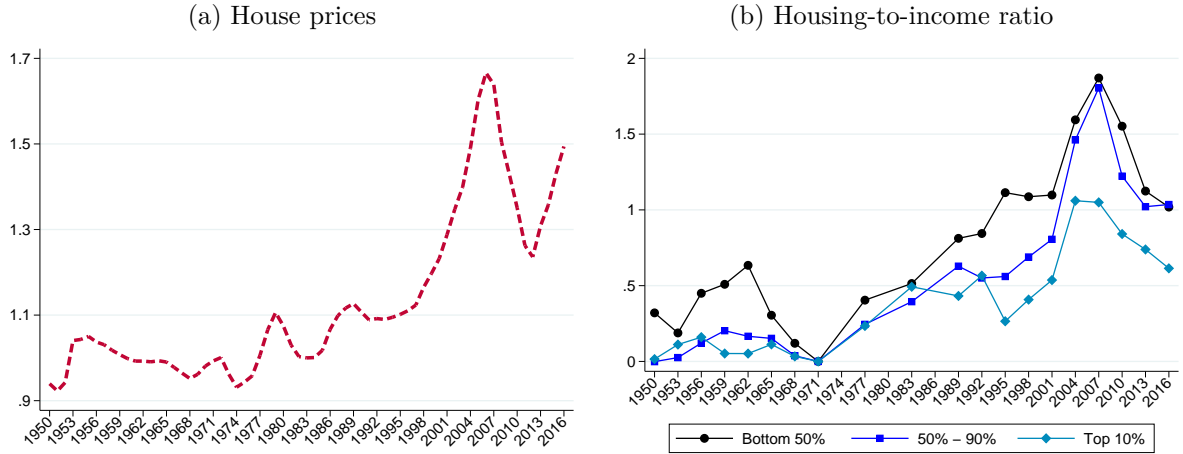 (a) House prices
1.7
1.5
1.3
1.1
.9
1950 1953 1956 1959 1962 1965 1968 1971 1974 1977 1980 1983 1986 1989 1992 1995 1998 2001 2004 2007 2010 2013 2016
(b) Housing-to-income ratio
2
1.5
1
.5
0
1950 1953 1956 1959 1962 1965 1968 1971 1974 1977 1980 1983 1986 1989 1992 1995 1998 2001 2004 2007 2010 2013 2016
Bottom 50% 50% − 90% Top 10%